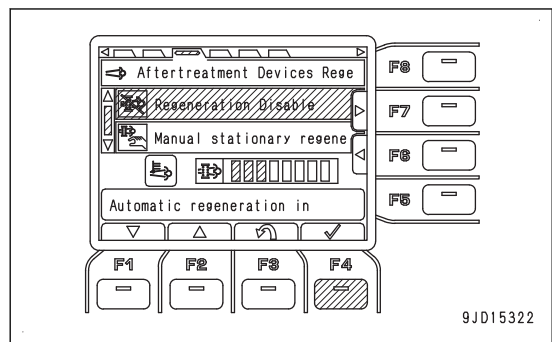 Aftertreatment Devices Rege
Regeneration Disable
Manual stationary regene
Automatic regeneration in
F8
F7
F6
F5
F1 F2 F3 F4
9JD15322